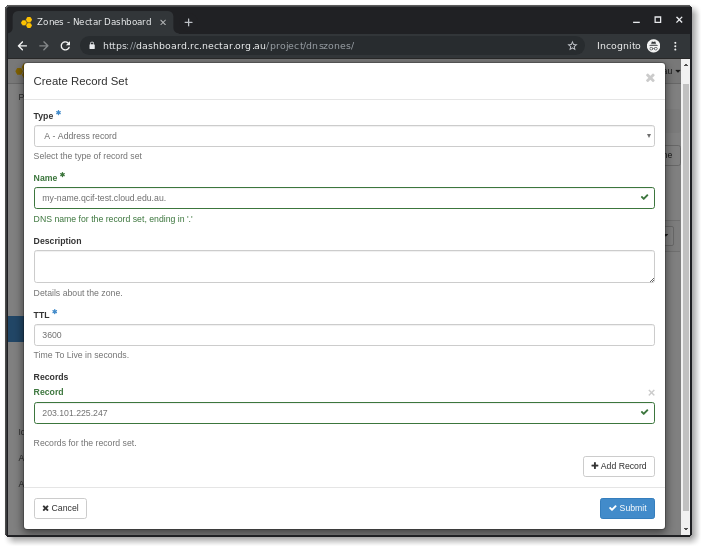 Zones - Nectar Dashboard
https://dashboard.rc.nectar.org.au/project/dnszones/
Incognito
Create Record Set
Type *
A - Address record
Select the type of record set
Name *
my-name.qcif-test.cloud.edu.au.
DNS name for the record set, ending in '.'
Description
Details about the zone.
TTL *
3600
Time To Live in seconds.
Records
Record
203.101.225.247
Records for the record set.
Add Record
Cancel
Submit